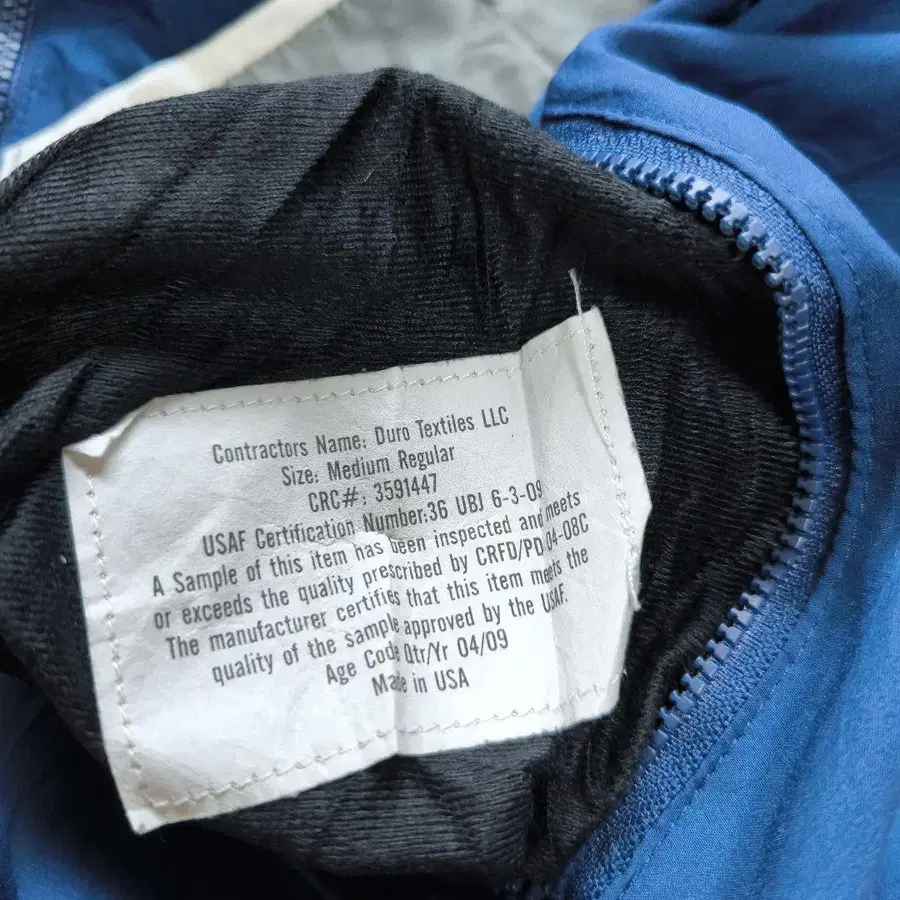 Contractors Name: Duro Textiles LLC
Size: Medium Regular
CRC#: 3591447
USAF Certification Number:36 UBJ 6-3-09
A Sample of this item has been inspected and meets
or exceeds the quality prescribed by CRFD/PD 04-08C
The manufacturer certifies that this item meets the
quality of the sample approved by the USAF.
Age Code Qtr/Yr 04/09
Made in USA